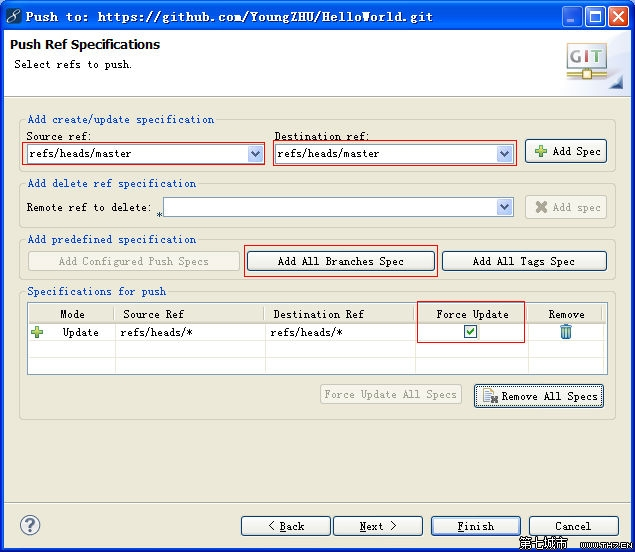 Push to: https://github.com/YoungZHU/HelloWorld.git
Push Ref Specifications
Select refs to push.
GIT
Add create/update specification
Source ref: Destination ref:
refs/heads/master refs/heads/master Add Spec
Add delete ref specification
Remote ref to delete: * Add spec
Add predefined specification
Add Configured Push Specs Add All Branches Spec Add All Tags Spec
Specifications for push
Mode Source Ref Destination Ref Force Update Remove
Update refs/heads/* refs/heads/*
Force Update All Specs Remove All Specs
? < Back Next > Finish Cancel
第七城市 www.TH7.CN